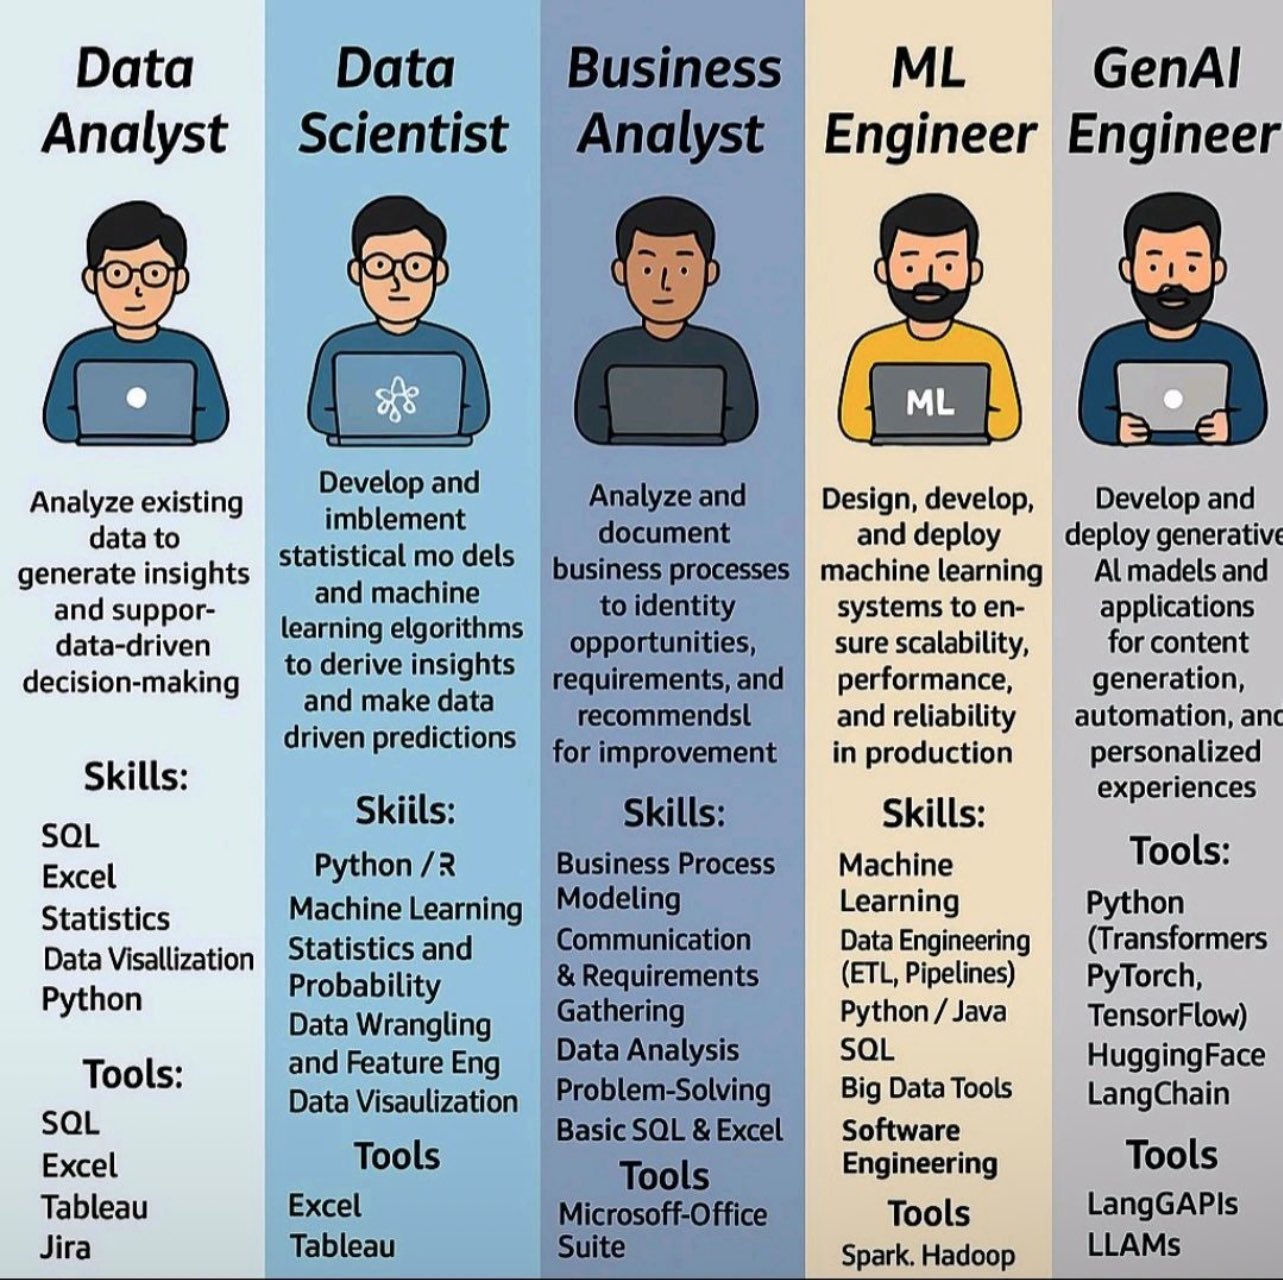 Data
Analyst
Analyze existing
data to
generate insights
and suppor-
data-driven
decision-making
Skills:
SQL
Excel
Statistics
Data Visallization
Python
Tools:
SQL
Excel
Tableau
Jira
Data
Scientist
Develop and
imblement
statistical mo dels
and machine
learning elgorithms
to derive insights
and make data
driven predictions
Skiils:
Python / R
Machine Learning
Statistics and
Probability
Data Wrangling
and Feature Eng
Data Visaulization
Tools
Excel
Tableau
Business
Analyst
Analyze and
document
business processes
to identity
opportunities,
requirements, and
recommendsl
for improvement
Skills:
Business Process
Modeling
Communication
& Requirements
Gathering
Data Analysis
Problem-Solving
Basic SQL & Excel
Tools
Microsoff-Office
Suite
ML
Engineer
ML
Design, develop,
and deploy
machine learning
systems to en-
sure scalability,
performance,
and reliability
in production
Skills:
Machine
Learning
Data Engineering
(ETL, Pipelines)
Python / Java
SQL
Big Data Tools
Software
Engineering
Tools
Spark. Hadoop
GenAI
Engineer
Develop and
deploy generative
AI madels and
applications
for content
generation,
automation, and
personalized
experiences
Tools:
Python
(Transformers
PyTorch,
TensorFlow)
HuggingFace
LangChain
Tools
LangGAPIs
LLAMs